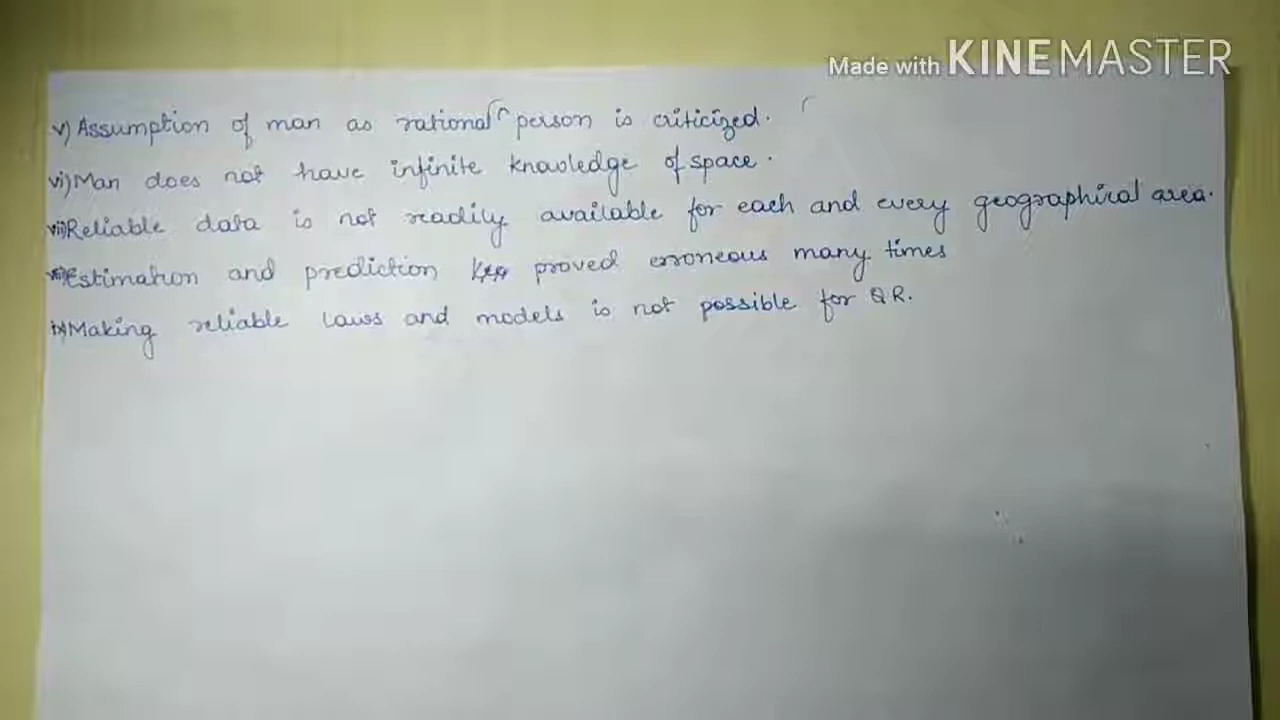 Made with KINEMASTER
v) Assumption of man as rational person is criticized.
vi) Man does not have infinite knowledge of space.
vii) Reliable data is not readily available for each and every geographical area.
viii) Estimation and prediction proved erroneous many times
ix) Making reliable laws and models is not possible for QR.